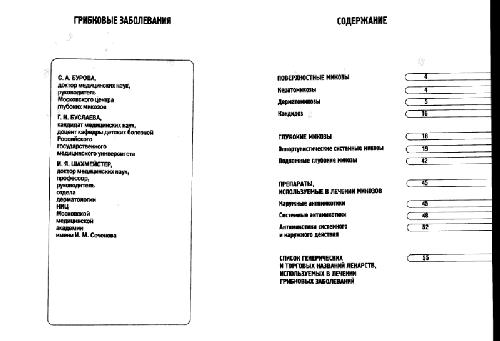 ГРИБКОВЫЕ ЗАБОЛЕВАНИЯ
С. А. БУРОВА,
доктор медицинских наук,
руководитель
Московского центра
глубоких микозов
Г. Н. БУСЛАЕВА,
кандидат медицинских наук,
доцент кафедры детских болезней
Российского
государственного
медицинского университета
И. Я. ШАХМЕЙСТЕР,
доктор медицинских наук,
профессор,
руководитель
отдела
дерматологии
НИЦ
Московской
медицинской
академии
имени И. М. Сеченова
СОДЕРЖАНИЕ
ПОВЕРХНОСТНЫЕ МИКОЗЫ 4
Кератомикозы 4
Дерматомикозы 5
Кандидоз 16
ГЛУБОКИЕ МИКОЗЫ 18
Оппортунистические системные микозы 19
Подкожные глубокие микозы 42
ПРЕПАРАТЫ,
ИСПОЛЬЗУЕМЫЕ В ЛЕЧЕНИИ МИКОЗОВ 45
Наружные антимикотики 45
Системные антимикотики 48
Антимикотики системного
и наружного действия 52
СПИСОК ГЕНЕРИЧЕСКИХ
И ТОРГОВЫХ НАЗВАНИЙ ЛЕКАРСТВ,
ИСПОЛЬЗУЕМЫХ В ЛЕЧЕНИИ
ГРИБКОВЫХ ЗАБОЛЕВАНИЙ 55